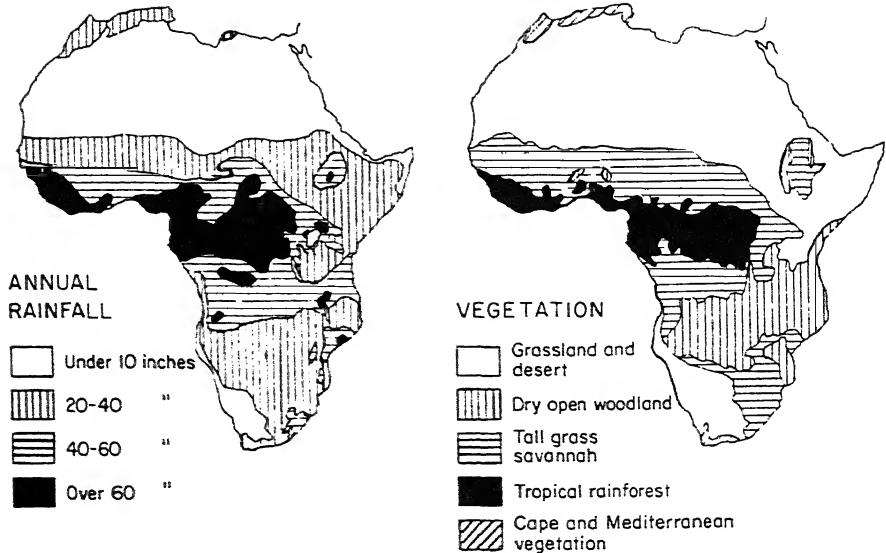 ANNUAL
RAINFALL
Under 10 inches
20-40 "
40-60 "
Over 60 "
VEGETATION
Grassland and
desert
Dry open woodland
Tall grass
savannah
Tropical rainforest
Cape and Mediterranean
vegetation